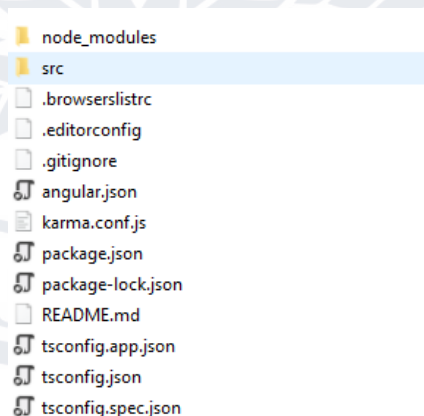 node_modules
src
.browserslistrc
.editorconfig
.gitignore
angular.json
karma.conf.js
package.json
package-lock.json
README.md
tsconfig.app.json
tsconfig.json
tsconfig.spec.json